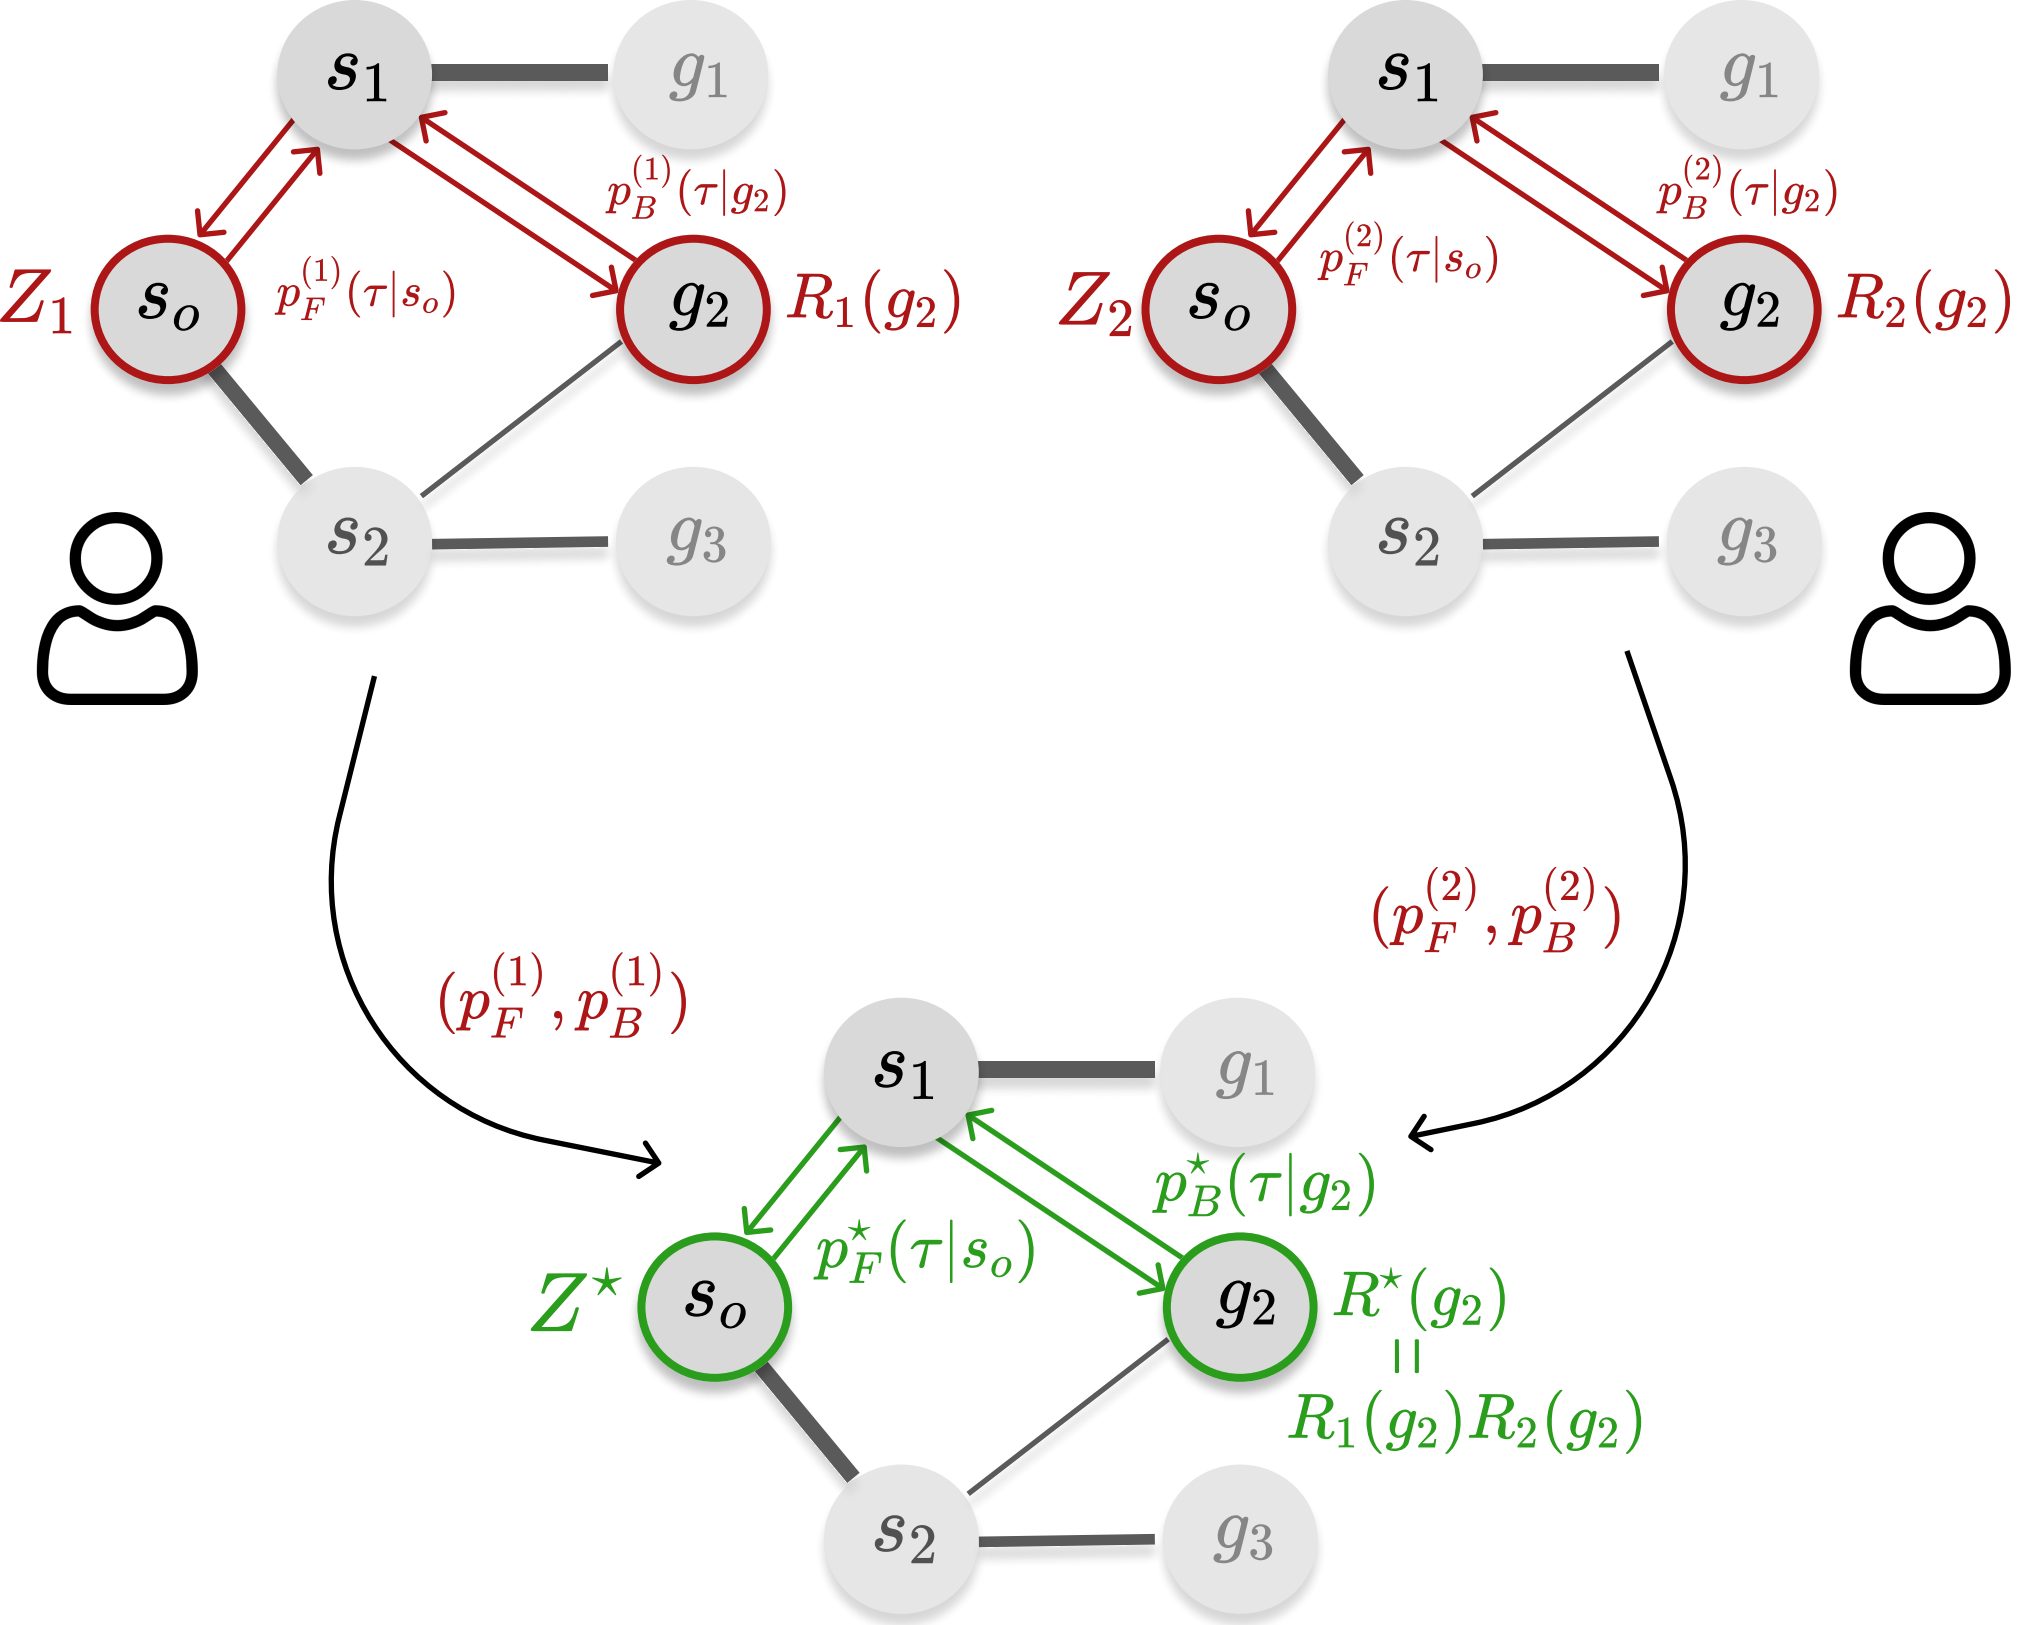 s_1 g_1
p_B^{(1)}(τ|g_2)
p_F^{(1)}(τ|s_o)
Z_1 s_o g_2 R_1(g_2)
s_2 g_3
s_1 g_1
p_B^{(2)}(τ|g_2)
p_F^{(2)}(τ|s_o)
Z_2 s_o g_2 R_2(g_2)
s_2 g_3
(p_F^{(1)}, p_B^{(1)})
(p_F^{(2)}, p_B^{(2)})
s_1 g_1
p_B^⋆(τ|g_2)
p_F^⋆(τ|s_o)
Z^⋆ s_o g_2 R^⋆(g_2)
=
R_1(g_2)R_2(g_2)
s_2 g_3